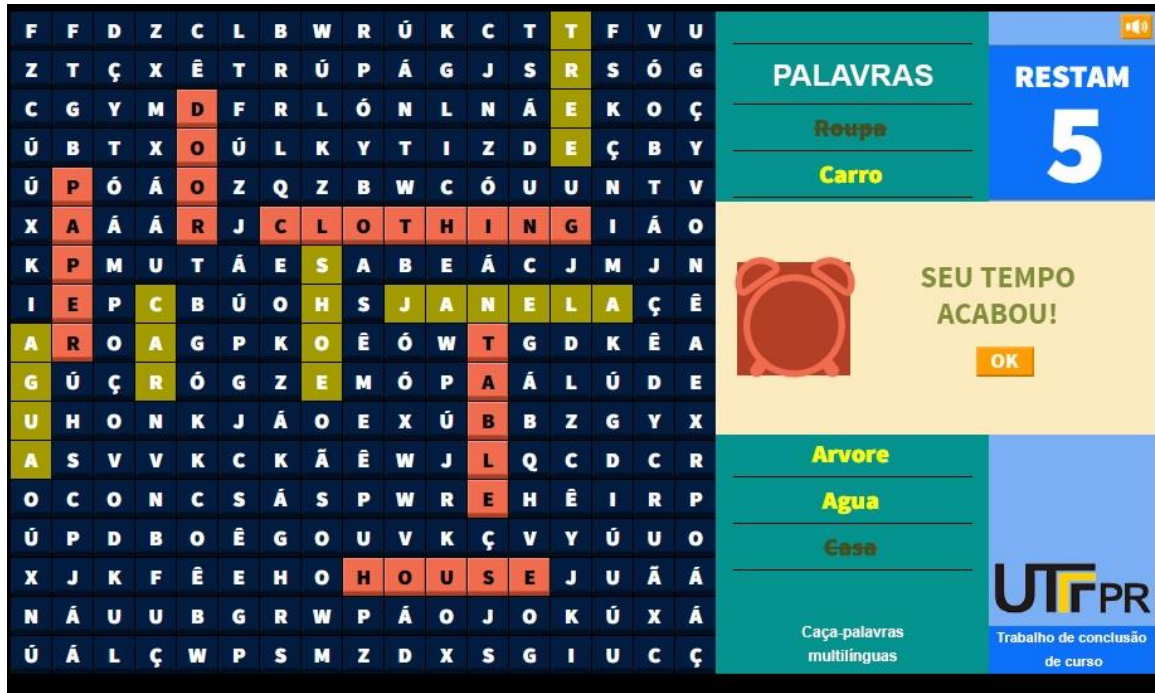 F F D Z C L B W R Ú K C T T F V U
Z T Ç X Ê T R Ú P Á G J S R S Ó G
C G Y M D F R L Ó N L N Á E K O Ç
Ú B T X O Ú L K Y T I Z D E Ç B Y
Ú P Ó Á O Z Q Z B W C Ó U U N T V
X A Á Á R J C L O T H I N G I Á O
K P M U T Á E S A B E Á C J M J N
I E P C B Ú O H S J A N E L A Ç Ê
A R O A G P K O Ê Ó W T G D K Ê A
G Ú Ç R Ó G Z E M Ó P A Á L Ú D E
U H O N K J Á O E X Ú B B Z G Y X
A S V V K C K Ã Ê W J L Q C D C R
O C O N C S Á S P W R E H Ê I R P
Ú P D B O Ê G O U V K Ç V Y Ú U O
X J K F Ê E H O H O U S E J U Ã Á
N Á U U B G R W P Á O J O K Ú X Á
Ú Á L Ç W P S M Z D X S G I U C Ç
PALAVRAS
Roupa
Carro
RESTAM
5
SEU TEMPO
ACABOU!
OK
Arvore
Agua
Casa
Caça-palavras
multilínguas
UTFPR
Trabalho de conclusão
de curso